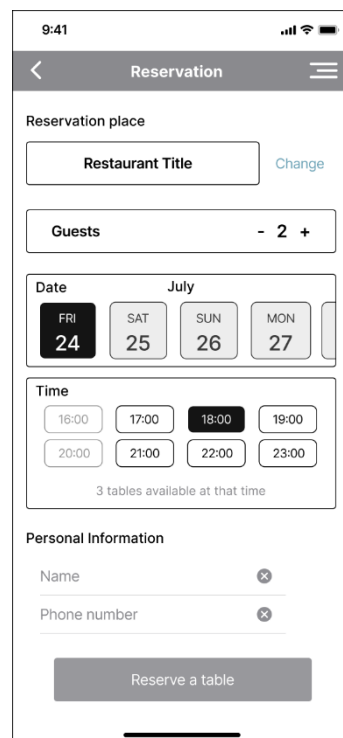 9:41
Reservation
Reservation place
Restaurant Title Change
Guests - 2 +
Date July
FRI SAT SUN MON
24 25 26 27
Time
16:00 17:00 18:00 19:00
20:00 21:00 22:00 23:00
3 tables available at that time
Personal Information
Name
Phone number
Reserve a table